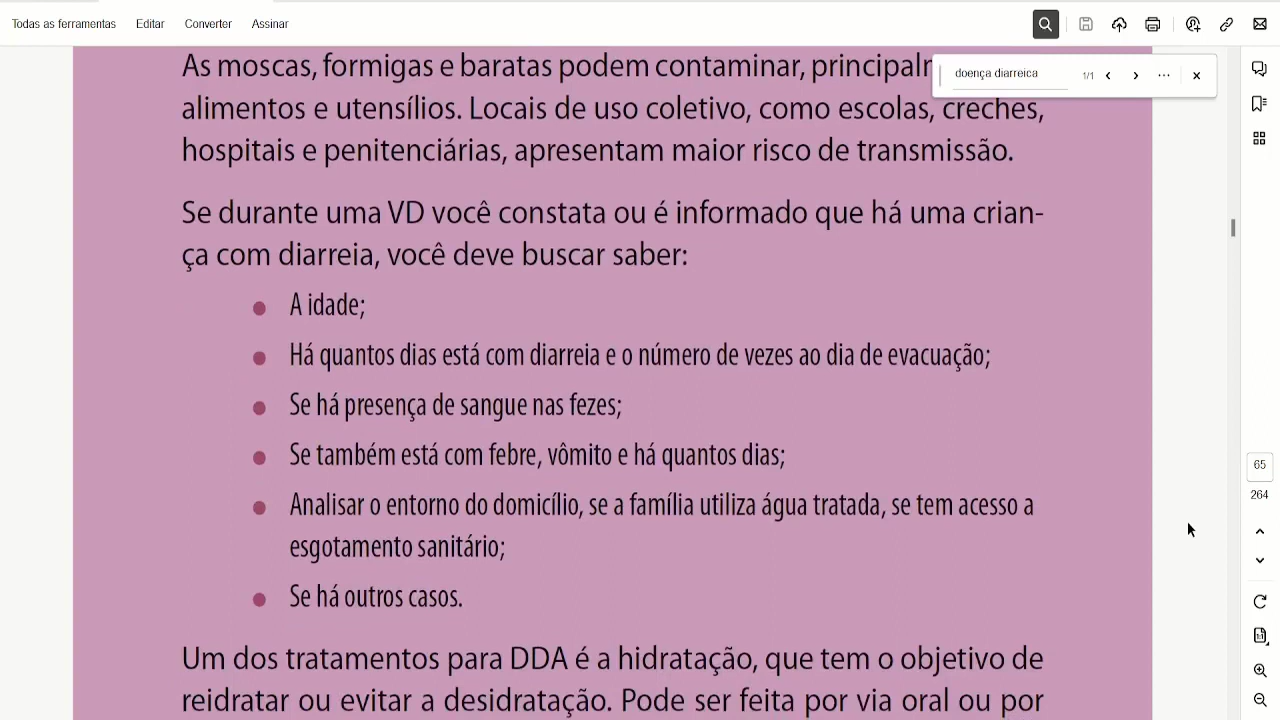 Todas as ferramentas Editar Converter Assinar
doença diarreica 1/1
As moscas, formigas e baratas podem contaminar,
alimentos e utensílios. Locais de uso coletivo, como escolas, creches,
hospitais e penitenciárias, apresentam maior risco de transmissão.
Se durante uma VD você constata ou é informado que há uma crian-
ça com diarreia, você deve buscar saber:
A idade;
Há quantos dias está com diarreia e o número de vezes ao dia de evacuação;
Se há presença de sangue nas fezes;
Se também está com febre, vômito e há quantos dias;
Analisar o entorno do domicílio, se a família utiliza água tratada, se tem acesso a
esgotamento sanitário;
Se há outros casos.
Um dos tratamentos para DDA é a hidratação, que tem o objetivo de
reidratar ou evitar a desidratação. Pode ser feita por via oral ou por
65
264